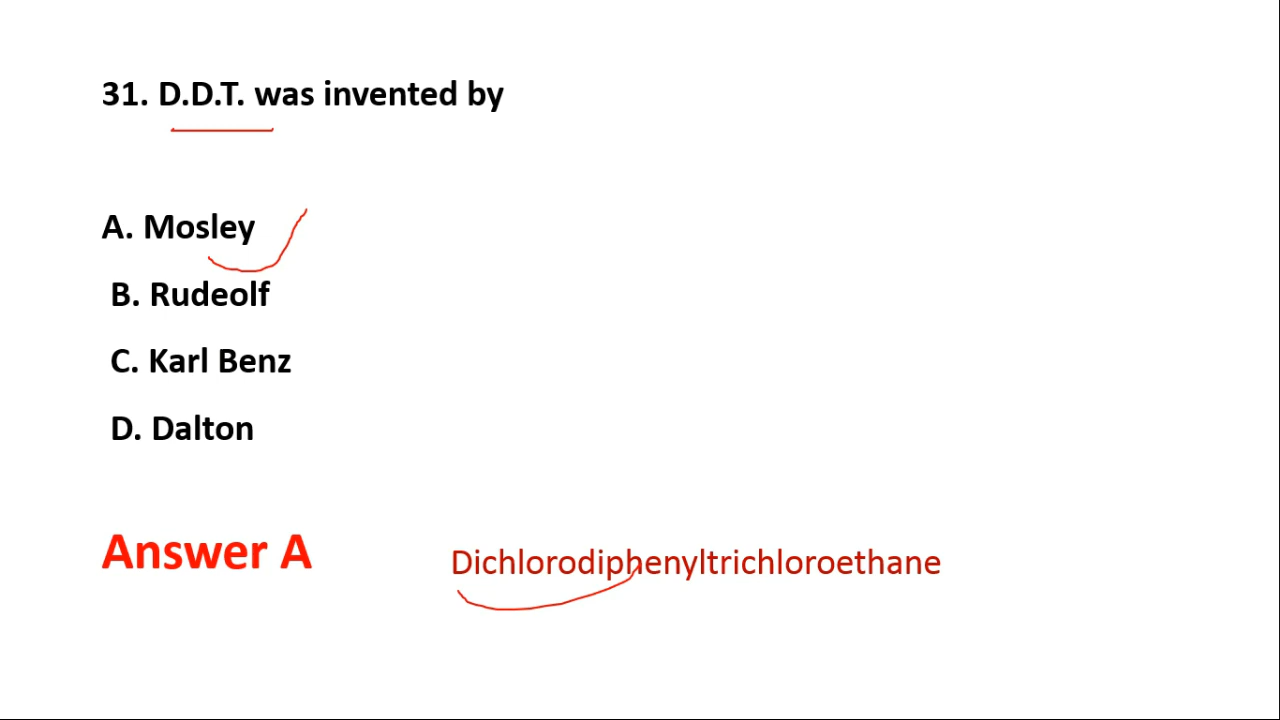 31. D.D.T. was invented by
A. Mosley
B. Rudeolf
C. Karl Benz
D. Dalton
Answer A
Dichlorodiphenyltrichloroethane